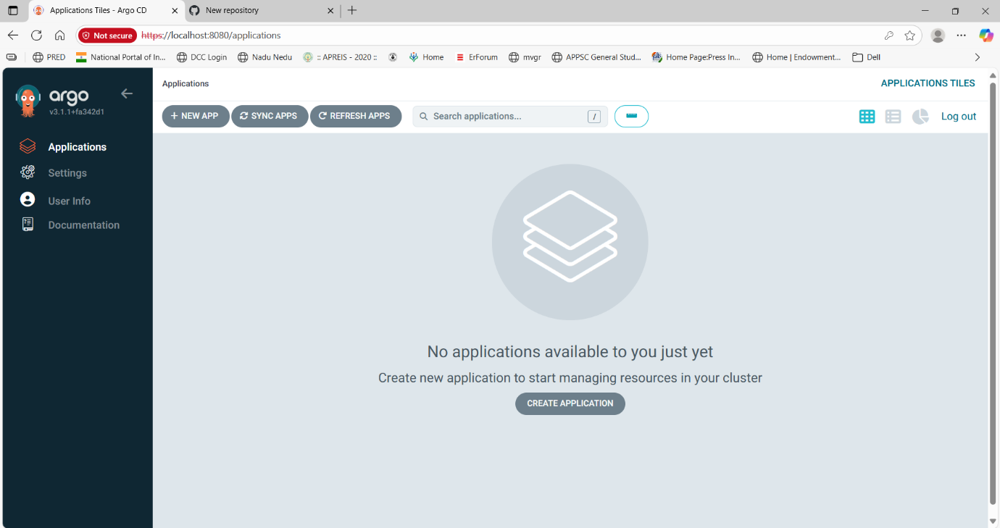 Applications Tiles - Argo CD
New repository
Not secure https://localhost:8080/applications
PRED National Portal of In... DCC Login Nadu Nedu :: APREIS - 2020 :: Home ErForum mvgr APPSC General Stud... Home Page:Press In... Home | Endowment... Dell
argo
v3.1.1+fa342d1
Applications
Settings
User Info
Documentation
Applications
APPLICATIONS TILES
+ NEW APP SYNC APPS REFRESH APPS Search applications... / Log out
No applications available to you just yet
Create new application to start managing resources in your cluster
CREATE APPLICATION